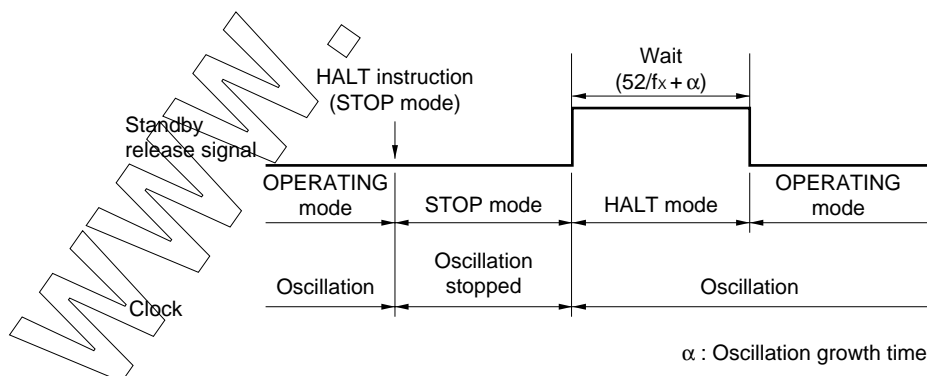 www.
Wait
(52/fx + α)
HALT instruction
(STOP mode)
Standby
release signal
OPERATING
mode
STOP mode
HALT mode
OPERATING
mode
Oscillation
Oscillation
stopped
Oscillation
Clock
α : Oscillation growth time